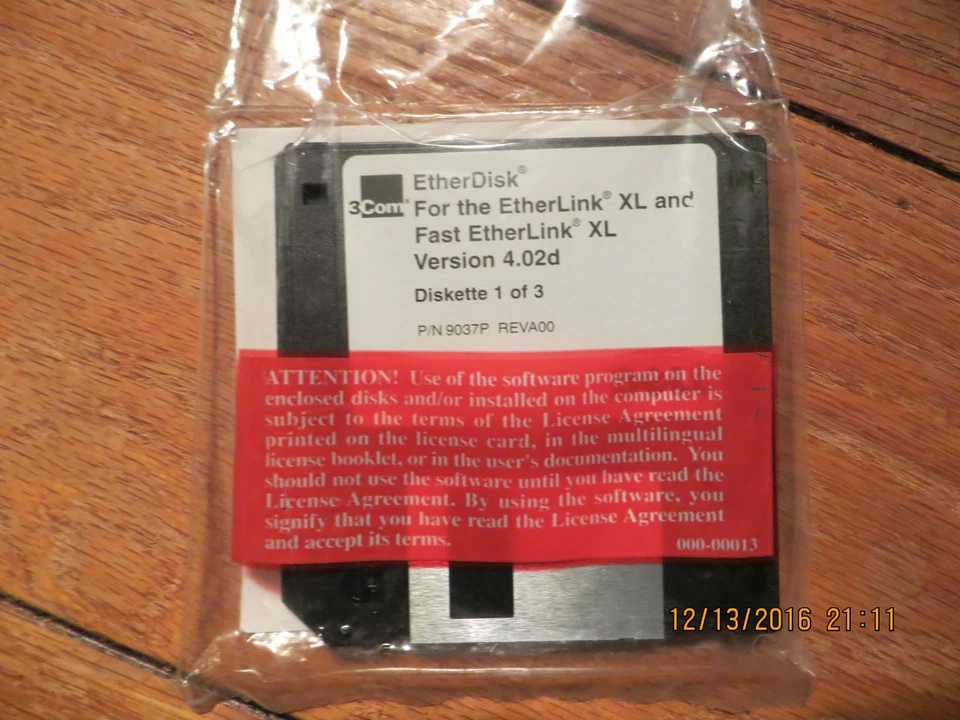 EtherDisk®
3Com® For the EtherLink® XL and
Fast EtherLink® XL
Version 4.02d
Diskette 1 of 3
P/N 9037P REVA00
ATTENTION! Use of the software program on the
enclosed disks and/or installed on the computer is
subject to the terms of the License Agreement
printed on the license card, in the multilingual
license booklet, or in the user's documentation. You
should not use the software until you have read the
License Agreement. By using the software, you
signify that you have read the License Agreement
and accept its terms. 000-00013
12/13/2016 21:11